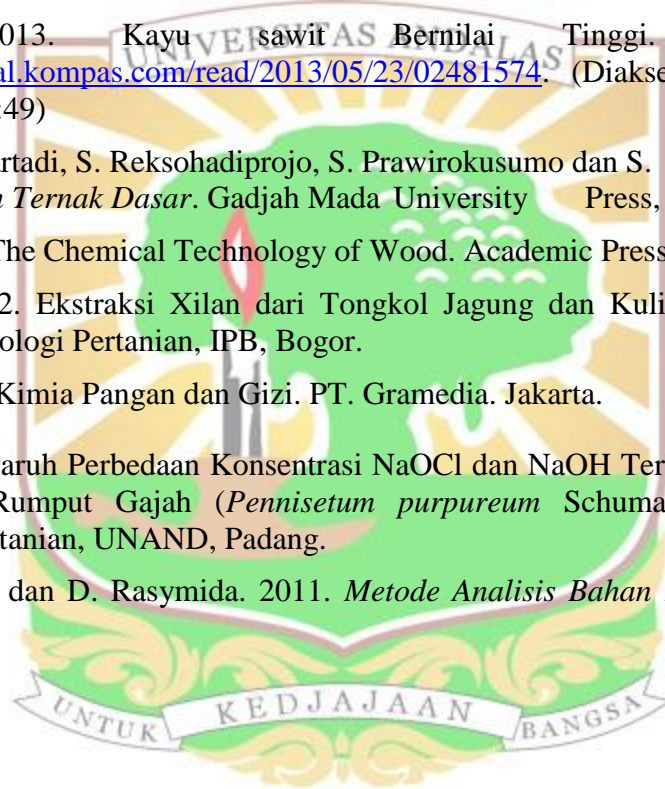 2013. Kayu sawit Bernilai Tinggi.
UNIVERSITAS ANDALAS
al.kompas.com/read/2013/05/23/02481574. (Diakse
:49)
artadi, S. Reksohadiprojo, S. Prawirokusumo dan S.
n Ternak Dasar. Gadjah Mada University Press,
The Chemical Technology of Wood. Academic Press
2. Ekstraksi Xilan dari Tongkol Jagung dan Kuli
ologi Pertanian, IPB, Bogor.
Kimia Pangan dan Gizi. PT. Gramedia. Jakarta.
aruh Perbedaan Konsentrasi NaOCl dan NaOH Ter
Rumput Gajah (Pennisetum purpureum Schuma
tanian, UNAND, Padang.
dan D. Rasymida. 2011. Metode Analisis Bahan
UNTUK KEDJAJAAN BANGSA